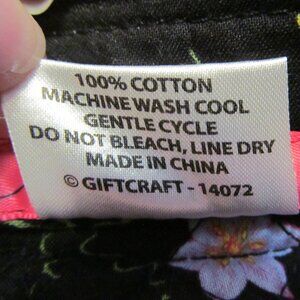 100% COTTON
MACHINE WASH COOL
GENTLE CYCLE
DO NOT BLEACH, LINE DRY
MADE IN CHINA
© GIFTCRAFT - 14072